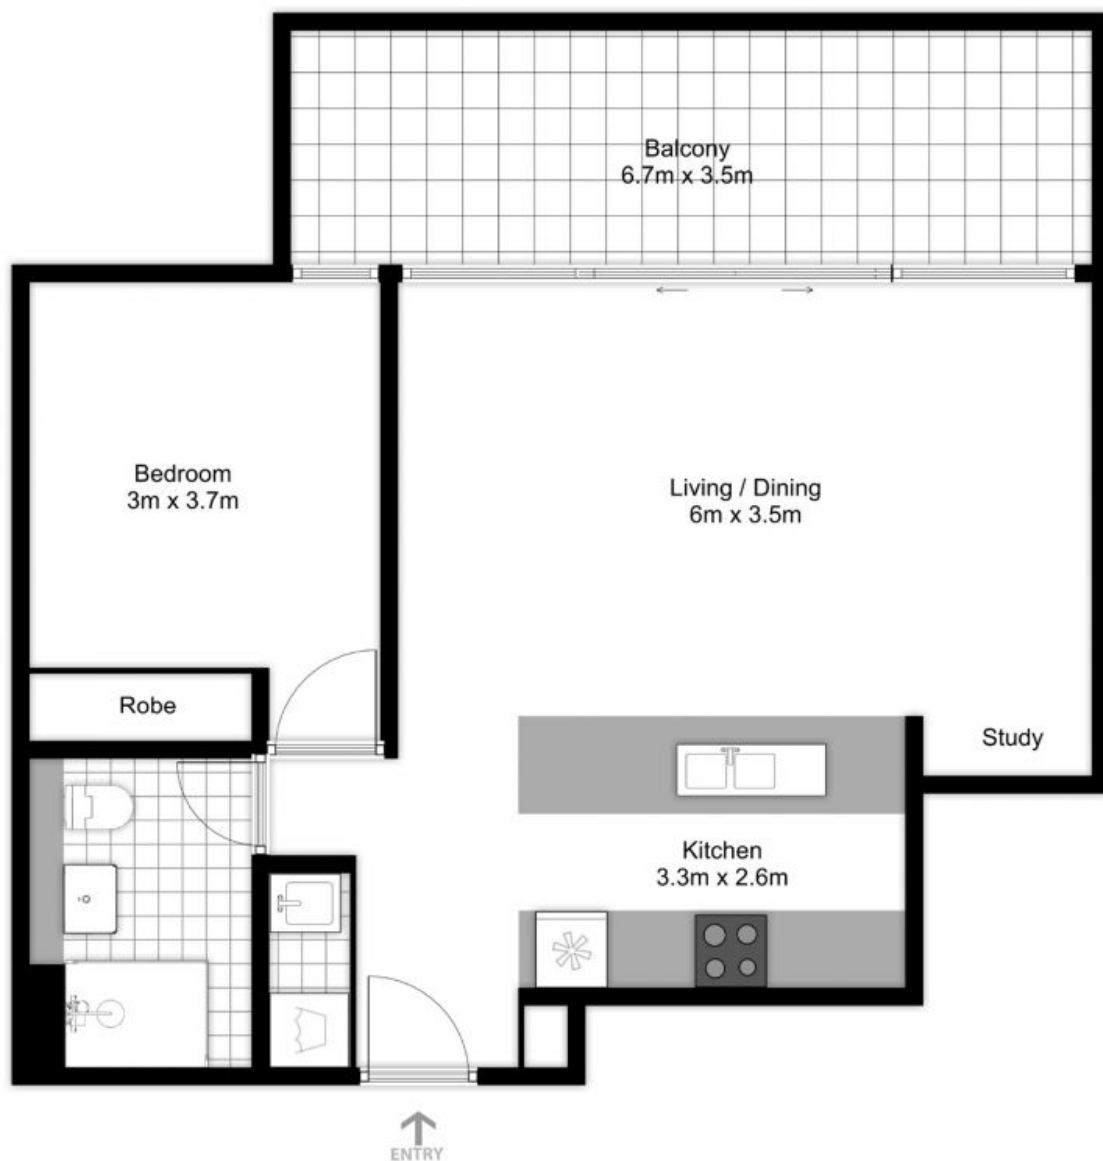 Balcony
6.7m x 3.5m
Bedroom
3m x 3.7m
Living / Dining
6m x 3.5m
Robe
Study
Kitchen
3.3m x 2.6m
ENTRY